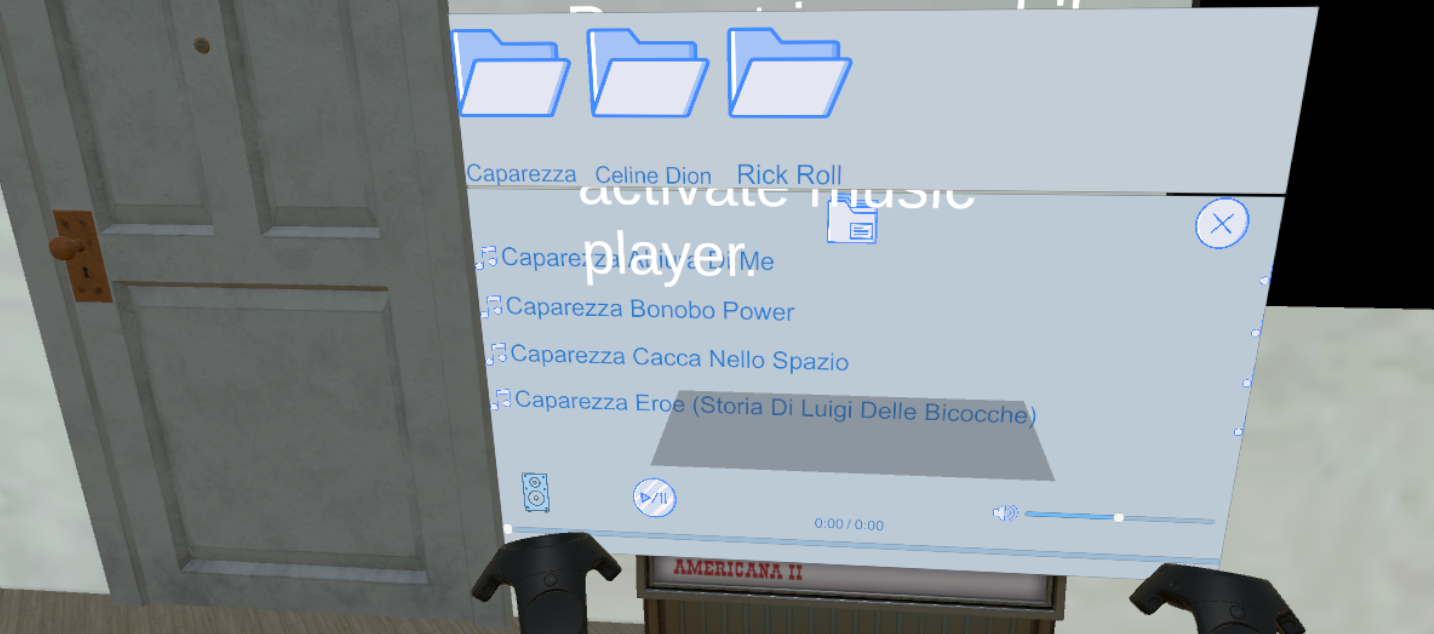 Caparezza Celine Dion Rick Roll
activate music
player.
Caparezza Abiura Di Me
Caparezza Bonobo Power
Caparezza Cacca Nello Spazio
Caparezza Eroe (Storia Di Luigi Delle Bicocche)
0:00 / 0:00
AMERICANA II